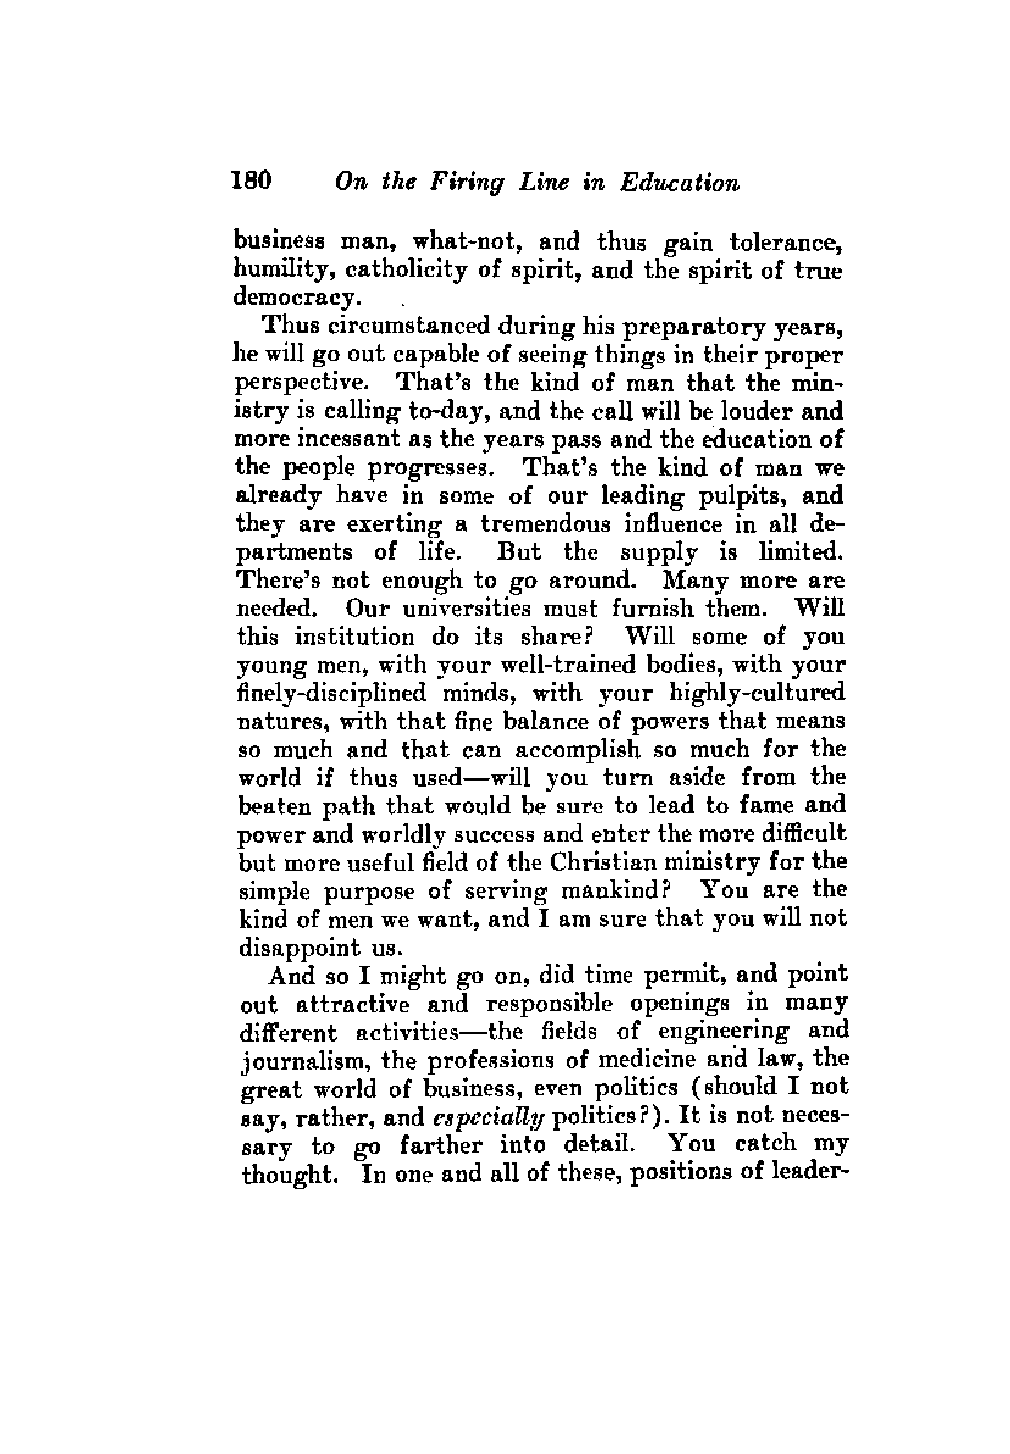 180 On the Firing Line in Education
business man, what-not, and thus gain tolerance,
humility, catholicity of spirit, and the spirit of true
democracy.
Thus circumstanced during his preparatory years,
he will go out capable of seeing things in their proper
perspective. That's the kind of man that the min-
istry is calling to-day, and the call will be louder and
more incessant as the years pass and the education of
the people progresses. That's the kind of man we
already have in some of our leading pulpits, and
they are exerting a tremendous influence in all de-
partments of life. But the supply is limited.
There's not enough to go around. Many more are
needed. Our universities must furnish them. Will
this institution do its share? Will some of you
young men, with your well-trained bodies, with your
finely-disciplined minds, with your highly-cultured
natures, with that fine balance of powers that means
so much and that can accomplish so much for the
world if thus used—will you turn aside from the
beaten path that would be sure to lead to fame and
power and worldly success and enter the more difficult
but more useful field of the Christian ministry for the
simple purpose of serving mankind? You are the
kind of men we want, and I am sure that you will not
disappoint us.
And so I might go on, did time permit, and point
out attractive and responsible openings in many
different activities—the fields of engineering and
journalism, the professions of medicine and law, the
great world of business, even politics (should I not
say, rather, and especially politics?). It is not neces-
sary to go farther into detail. You catch my
thought. In one and all of these, positions of leader-